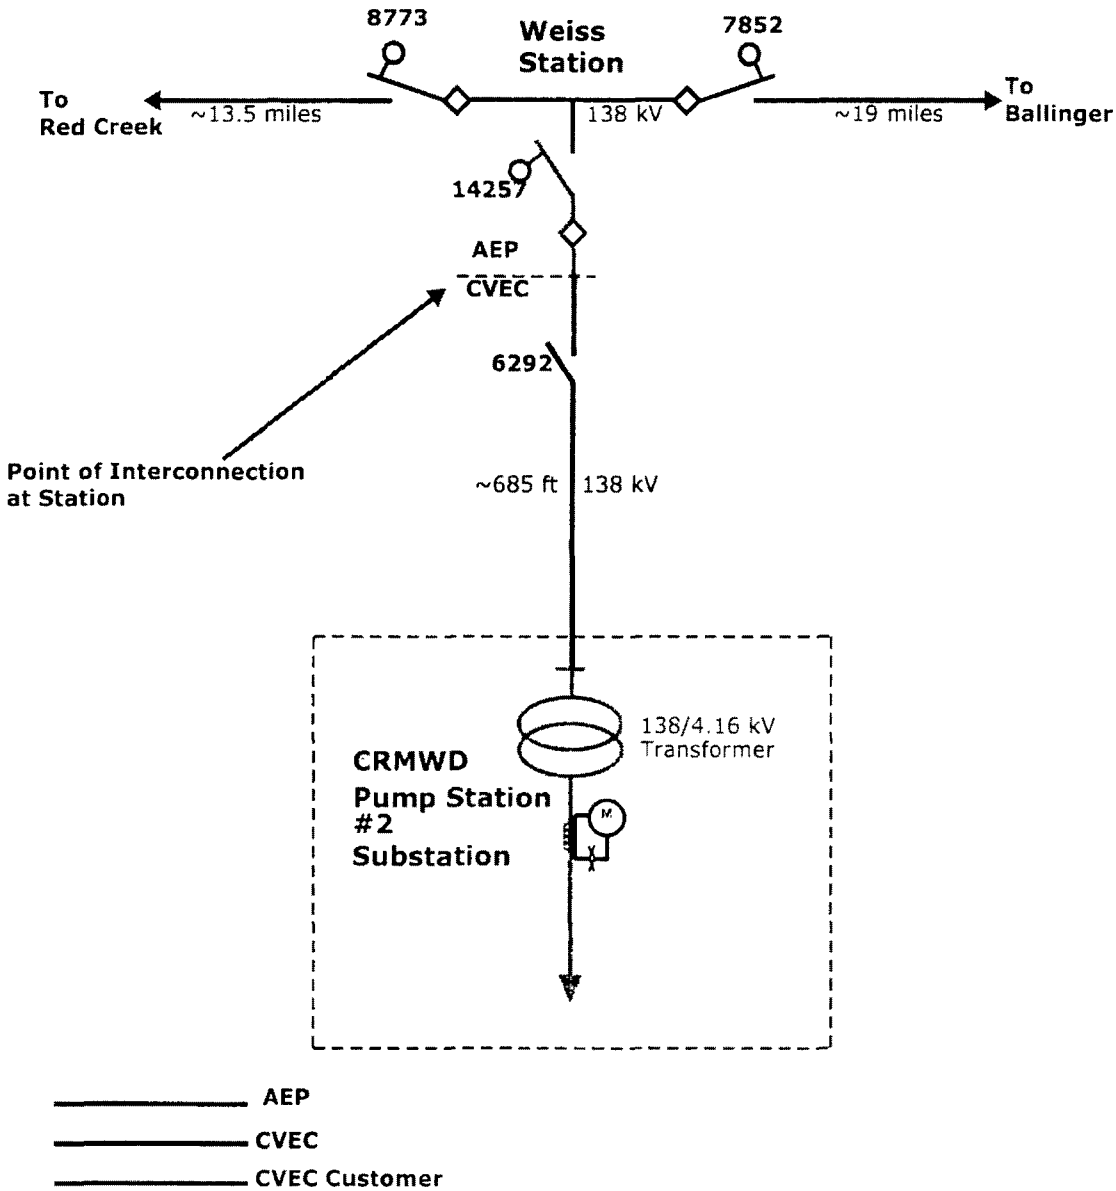 8773
Weiss
Station
7852
To
Red Creek
~13.5 miles
138 kV
~19 miles
To
Ballinger
14257
AEP
CVEC
6292
Point of Interconnection
at Station
~685 ft
138 kV
138/4.16 kV
Transformer
CRMWD
Pump Station
#2
Substation
M
AEP
CVEC
CVEC Customer